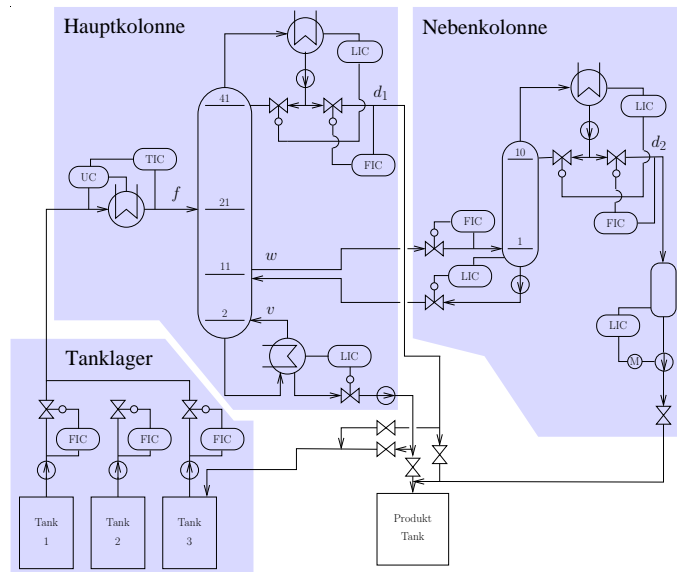 Hauptkolonne
Nebenkolonne
LIC
LIC
41
d1
10
d2
TIC
FIC
UC
f
21
FIC
FIC
1
w
11
LIC
2
v
LIC
LIC
M
Tanklager
FIC
FIC
FIC
Tank
1
Tank
2
Tank
3
Produkt
Tank